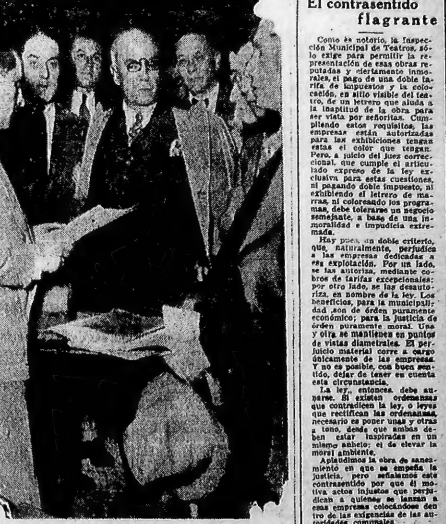 El contrasentido
flagrante
Como es notorio, la Inspec-
ción Municipal de Teatros, só-
lo exige para permitir la re-
presentación de esas obras re-
putadas y ciertamente inmo-
rales, el pago de una doble ta-
rifa de impuestos y la colo-
cación, en sitio visible del tea-
tro, de un letrero que aluda a
la inaptitud de la obra para
ser vista por señoritas. Cum-
pliendo estos requisitos, las
empresas están autorizadas
para las exhibiciones tengan
estas el color que tengan.
Pero, a juicio del juez correc-
cional, que cumple el articu-
lado expreso de la ley ex-
clusiva para estas cuestiones,
ni pagando doble impuesto, ni
exhibiendo el letrero de ma-
rras, ni coloreando los progra-
mas, debe tolerarse un negocio
semejante, a base de una in-
moralidad e impudicia extre-
mada.
Hay pues, un doble criterio,
que, naturalmente, perjudica
a las empresas dedicadas a
esa explotación. Por un lado,
se las autoriza, mediante co-
bros de tarifas excepcionales:
por otro lado, se las desauto-
riza, en nombre de la ley. Los
beneficios, para la municipali-
dad ,son de órden puramente
económico; para la justicia de
órden puramente moral. Una
y otra se mantienen en puntos
de vistas diametrales. El per-
juicio material corre a cargo
únicamente de las empresas.
Y no es posible, con buen sen-
tido, dejar de tener en cuenta
esta circunstancia.
La ley, entonces, debe au-
narse. Si existen ordenanzas
que contradicen la ley, o leyes
que rectifican las ordenanzas,
necesario es poner unas y otras
a tono, desde que ambas de-
ben estar inspiradas en un
mismo anhelo: el de elevar la
moral ambiente.
Aplaudimos la obra de sanea-
miento en que se empeña la
justicia, pero señalamos este
contrasentido por que él mo-
tiva actos injustos que perju-
dican a quienes se lanzan a
esas empresas colocándose den
tro de las exigencias de las au-
toridades comunales